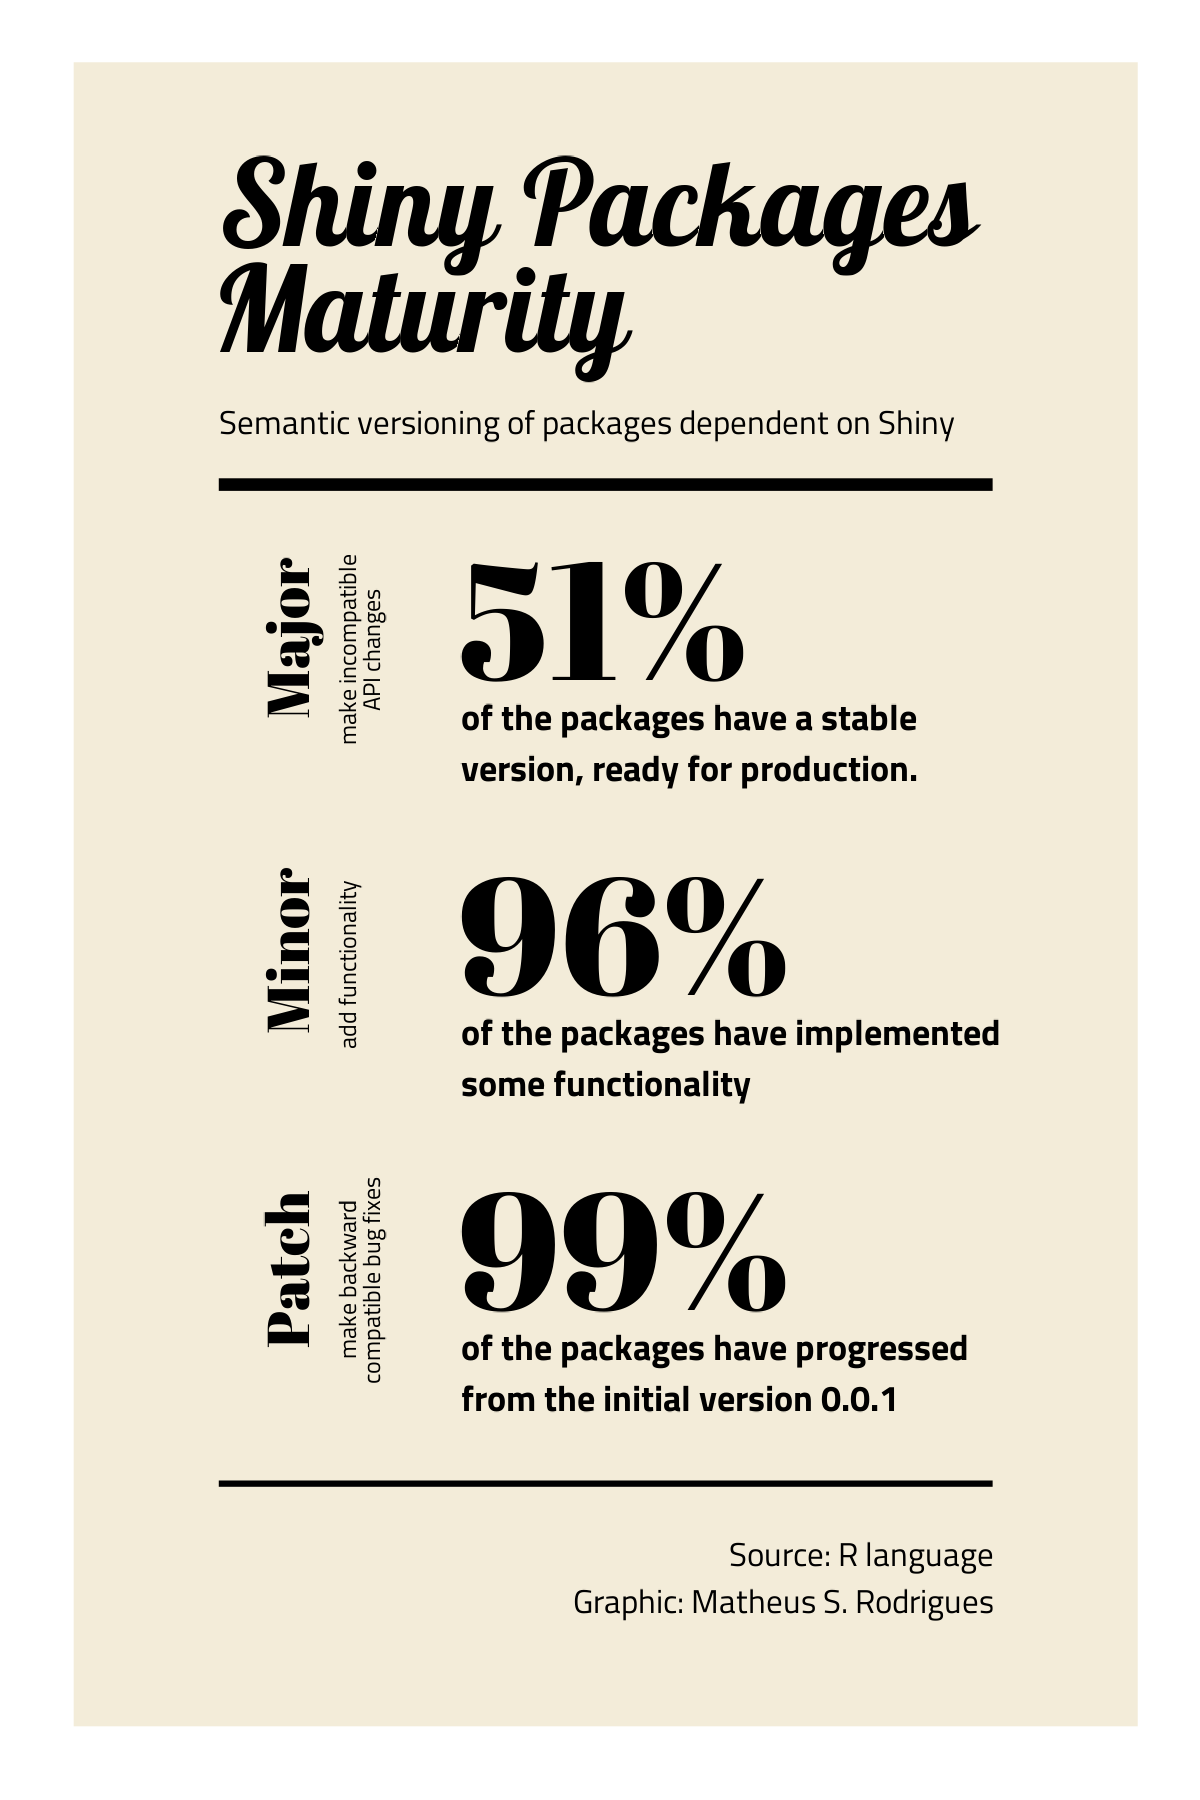 Shiny Packages
Maturity
Semantic versioning of packages dependent on Shiny
Major
make incompatible
API changes
51%
of the packages have a stable
version, ready for production.
Minor
add functionality
96%
of the packages have implemented
some functionality
Patch
make backward
compatible bug fixes
99%
of the packages have progressed
from the initial version 0.0.1
Source: R language
Graphic: Matheus S. Rodrigues